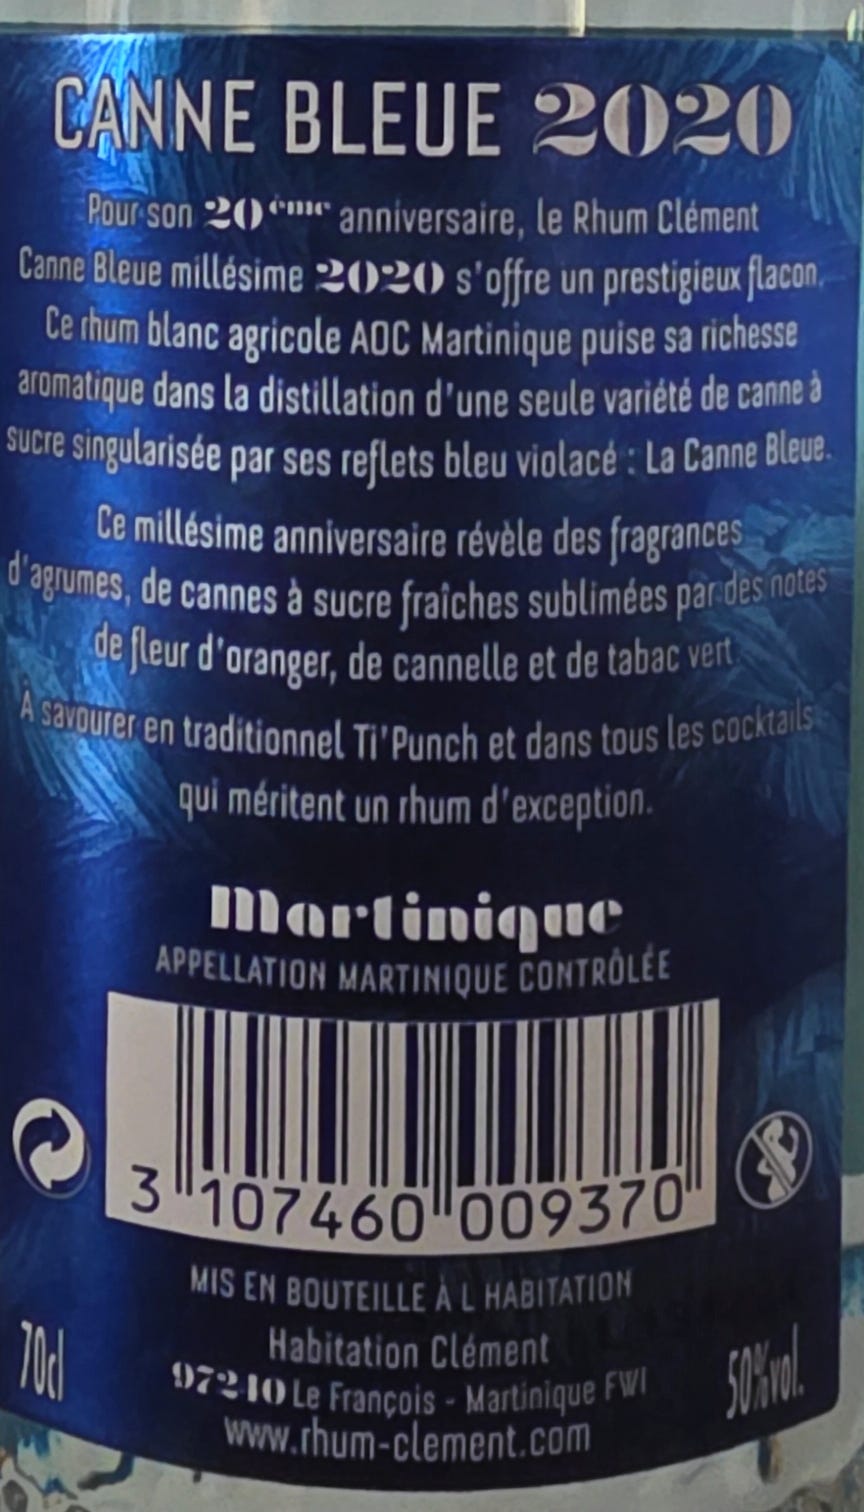 CANNE BLEUE 2020
Pour son 20ème anniversaire, le Rhum Clément
Canne Bleue millésime 2020 s'offre un prestigieux flacon.
Ce rhum blanc agricole AOC Martinique puise sa richesse
aromatique dans la distillation d'une seule variété de canne à
sucre singularisée par ses reflets bleu violacé : La Canne Bleue.
Ce millésime anniversaire révèle des fragrances
d'agrumes, de cannes à sucre fraîches sublimées par des notes
de fleur d'oranger, de cannelle et de tabac vert.
A savourer en traditionnel Ti'Punch et dans tous les cocktails
qui méritent un rhum d'exception.
Martinique
APPELLATION MARTINIQUE CONTRÔLÉE
3 107460 009370
MIS EN BOUTEILLE À L HABITATION
Habitation Clément
97240 Le François - Martinique FWI
www.rhum-clement.com
70cl
50%vol.